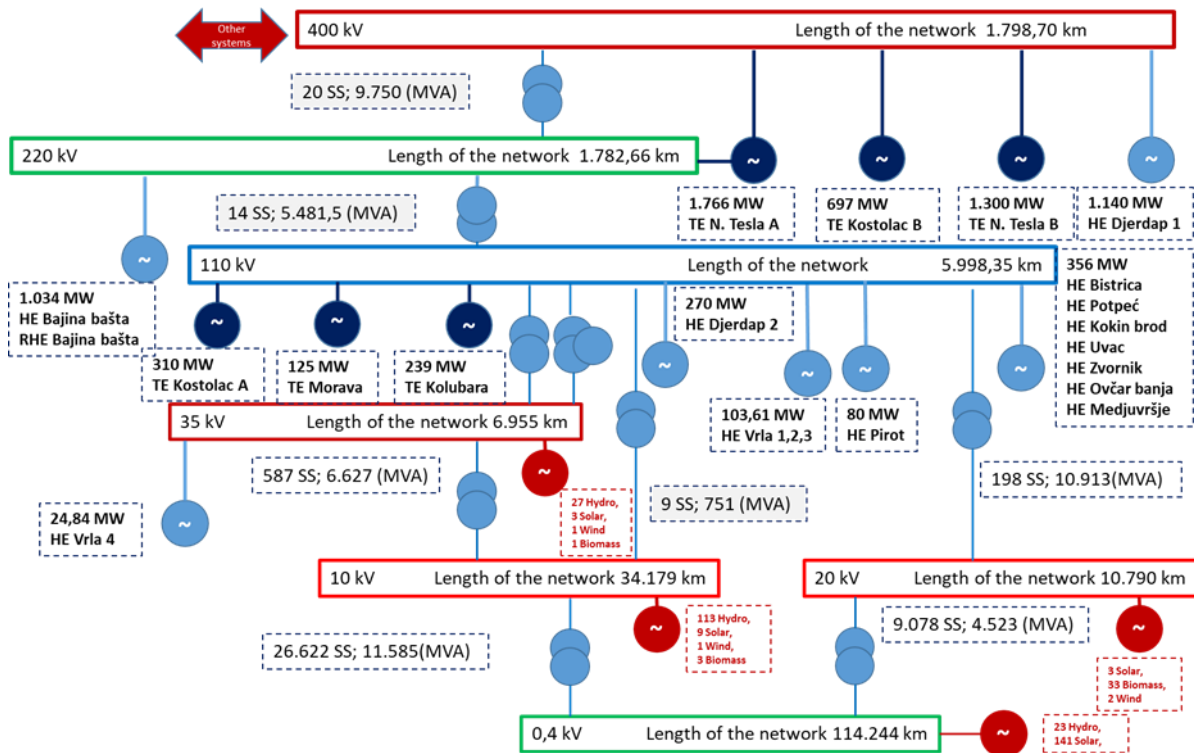 Other
systems
400 kV Length of the network 1.798,70 km
20 SS; 9.750 (MVA)
220 kV Length of the network 1.782,66 km
~
~
~
~
14 SS; 5.481,5 (MVA)
1.766 MW
TE N. Tesla A
697 MW
TE Kostolac B
1.300 MW
TE N. Tesla B
1.140 MW
HE Djerdap 1
~
110 kV Length of the network 5.998,35 km
1.034 MW
HE Bajina bašta
RHE Bajina bašta
~
~
~
270 MW
HE Djerdap 2
356 MW
HE Bistrica
HE Potpeć
HE Kokin brod
HE Uvac
HE Zvornik
HE Ovčar banja
HE Medjuvršje
310 MW
TE Kostolac A
125 MW
TE Morava
239 MW
TE Kolubara
~
~
~
~
35 kV Length of the network 6.955 km
103,61 MW
HE Vrla 1,2,3
80 MW
HE Pirot
587 SS; 6.627 (MVA)
~
198 SS; 10.913(MVA)
24,84 MW
HE Vrla 4
~
27 Hydro,
3 Solar,
1 Wind
1 Biomass
9 SS; 751 (MVA)
10 kV Length of the network 34.179 km
20 kV Length of the network 10.790 km
26.622 SS; 11.585(MVA)
~
113 Hydro,
9 Solar,
1 Wind,
3 Biomass
9.078 SS; 4.523 (MVA)
~
3 Solar,
33 Biomass,
2 Wind
0,4 kV Length of the network 114.244 km
~
23 Hydro,
141 Solar,